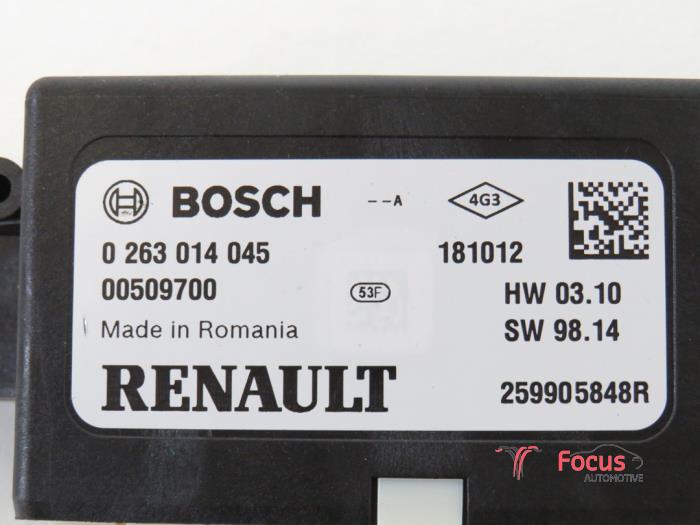 BOSCH --A 4G3
0 263 014 045 181012
00509700 53F HW 03.10
Made in Romania SW 98.14
RENAULT 259905848R
Focus
AUTOMOTIVE